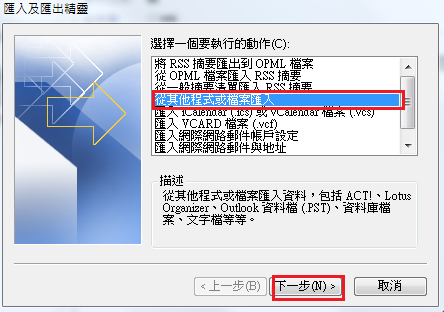 匯入及匯出精靈
選擇一個要執行的動作(C):
將 RSS 摘要匯出到 OPML 檔案
從 OPML 檔案匯入 RSS 摘要
從一般摘要清單匯入 RSS 摘要
從其他程式或檔案匯入
匯入 iCalendar (.ics) 或 vCalendar 檔案 (.vcs)
匯入 VCARD 檔案 (.vcf)
匯入網際網路郵件帳戶設定
匯入網際網路郵件與地址
描述
從其他程式或檔案匯入資料，包括 ACT!、Lotus
Organizer、Outlook 資料檔 (.PST)、資料庫檔
案、文字檔等等。
< 上一步(B)
下一步(N) >
取消